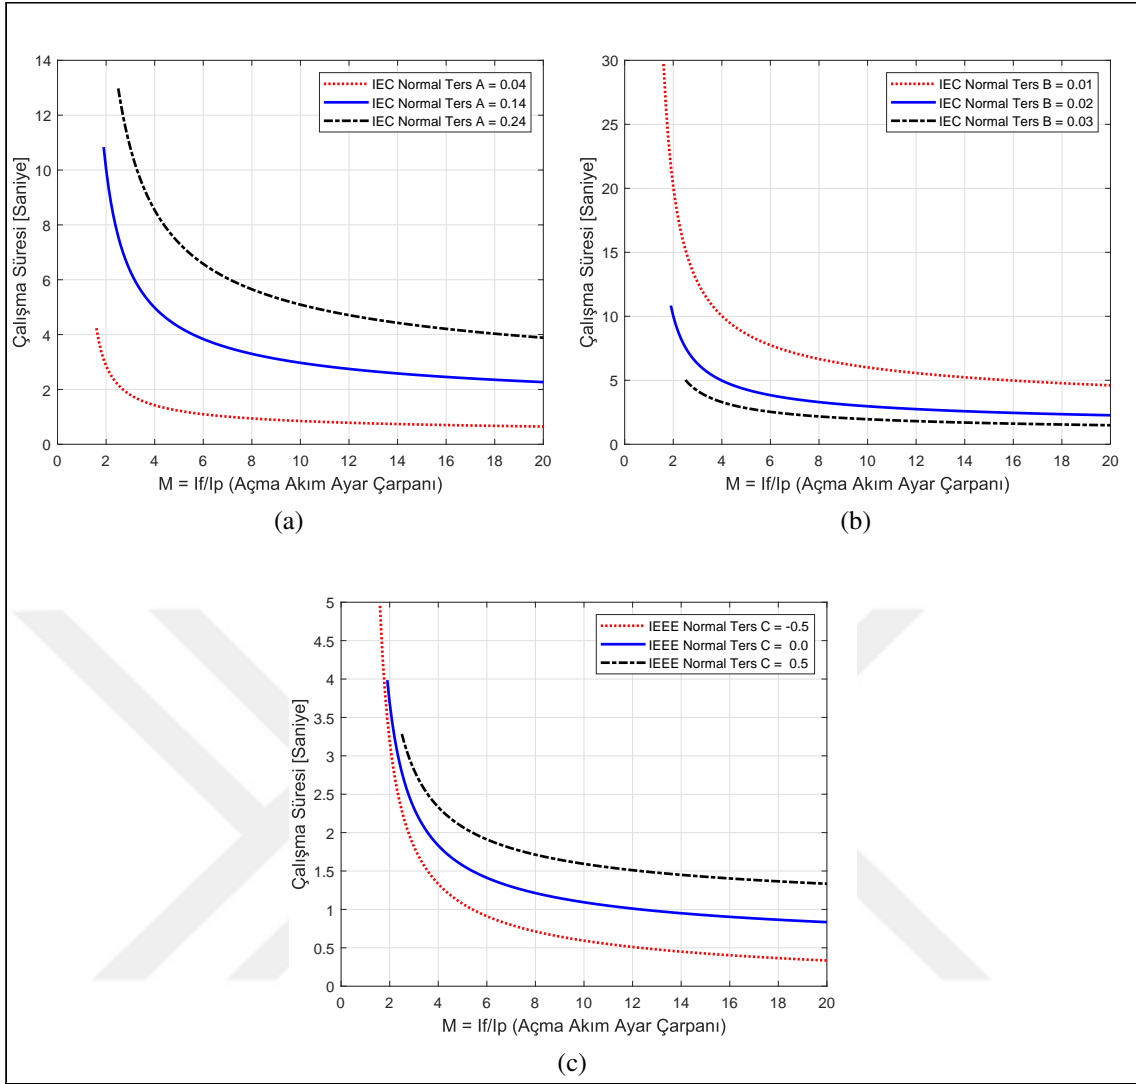 14
12
10
8
6
4
2
0
0 2 4 6 8 10 12 14 16 18 20
Çalışma Süresi [Saniye]
M = If/Ip (Açma Akım Ayar Çarpanı)
IEC Normal Ters A = 0.04
IEC Normal Ters A = 0.14
IEC Normal Ters A = 0.24
(a)
30
25
20
15
10
5
0
0 2 4 6 8 10 12 14 16 18 20
Çalışma Süresi [Saniye]
M = If/Ip (Açma Akım Ayar Çarpanı)
IEC Normal Ters B = 0.01
IEC Normal Ters B = 0.02
IEC Normal Ters B = 0.03
(b)
5
4.5
4
3.5
3
2.5
2
1.5
1
0.5
0
0 2 4 6 8 10 12 14 16 18 20
Çalışma Süresi [Saniye]
M = If/Ip (Açma Akım Ayar Çarpanı)
IEEE Normal Ters C = -0.5
IEEE Normal Ters C = 0.0
IEEE Normal Ters C = 0.5
(c)